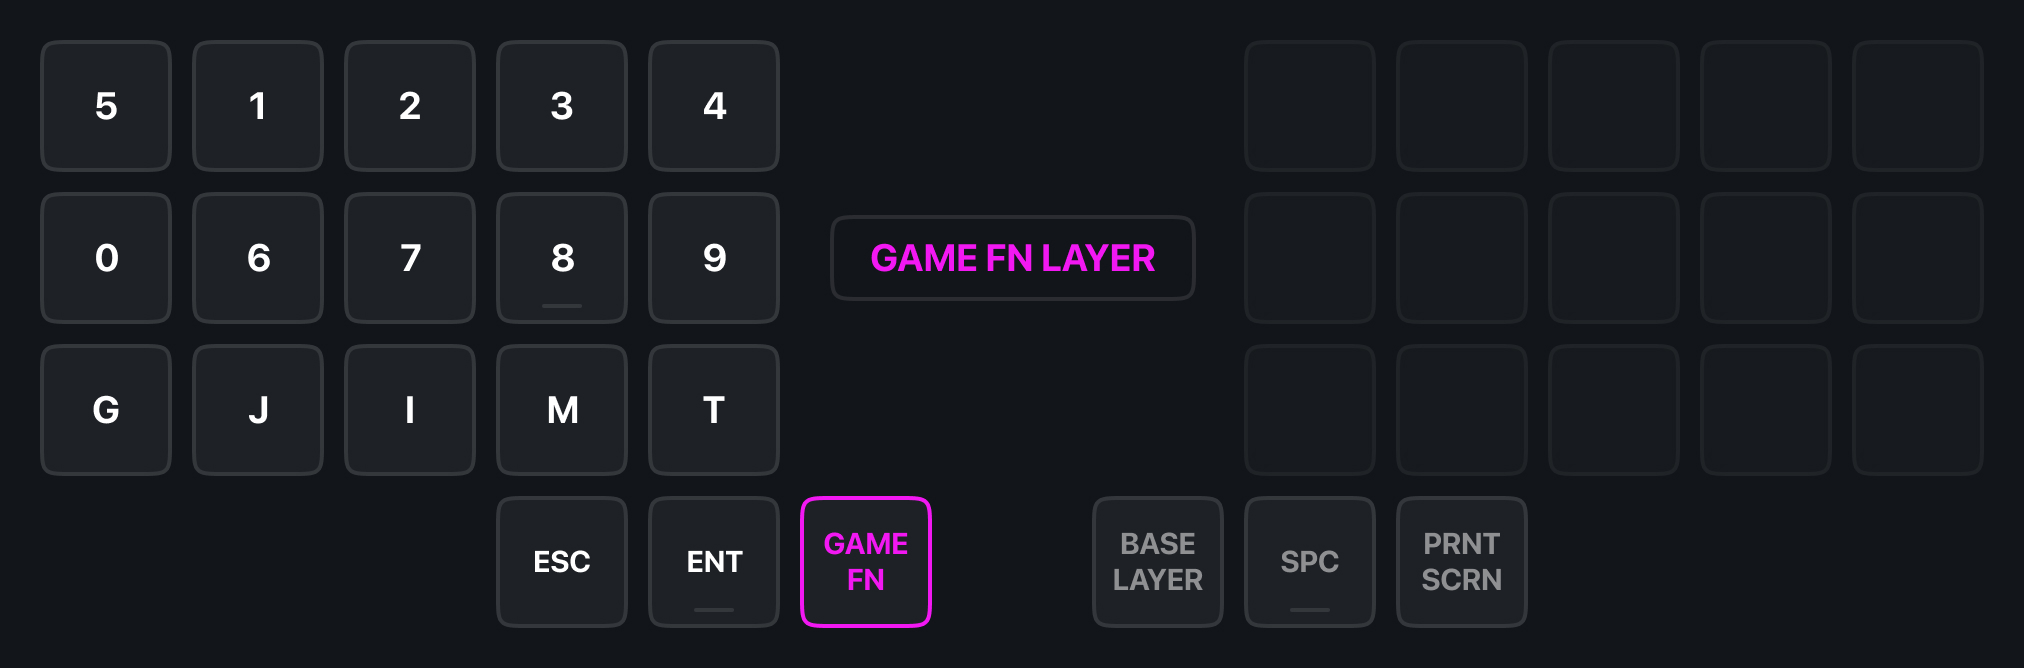 5 1 2 3 4
0 6 7 8 9
GAME FN LAYER
G J I M T
ESC ENT GAME
FN
BASE
LAYER
SPC
PRNT
SCRN